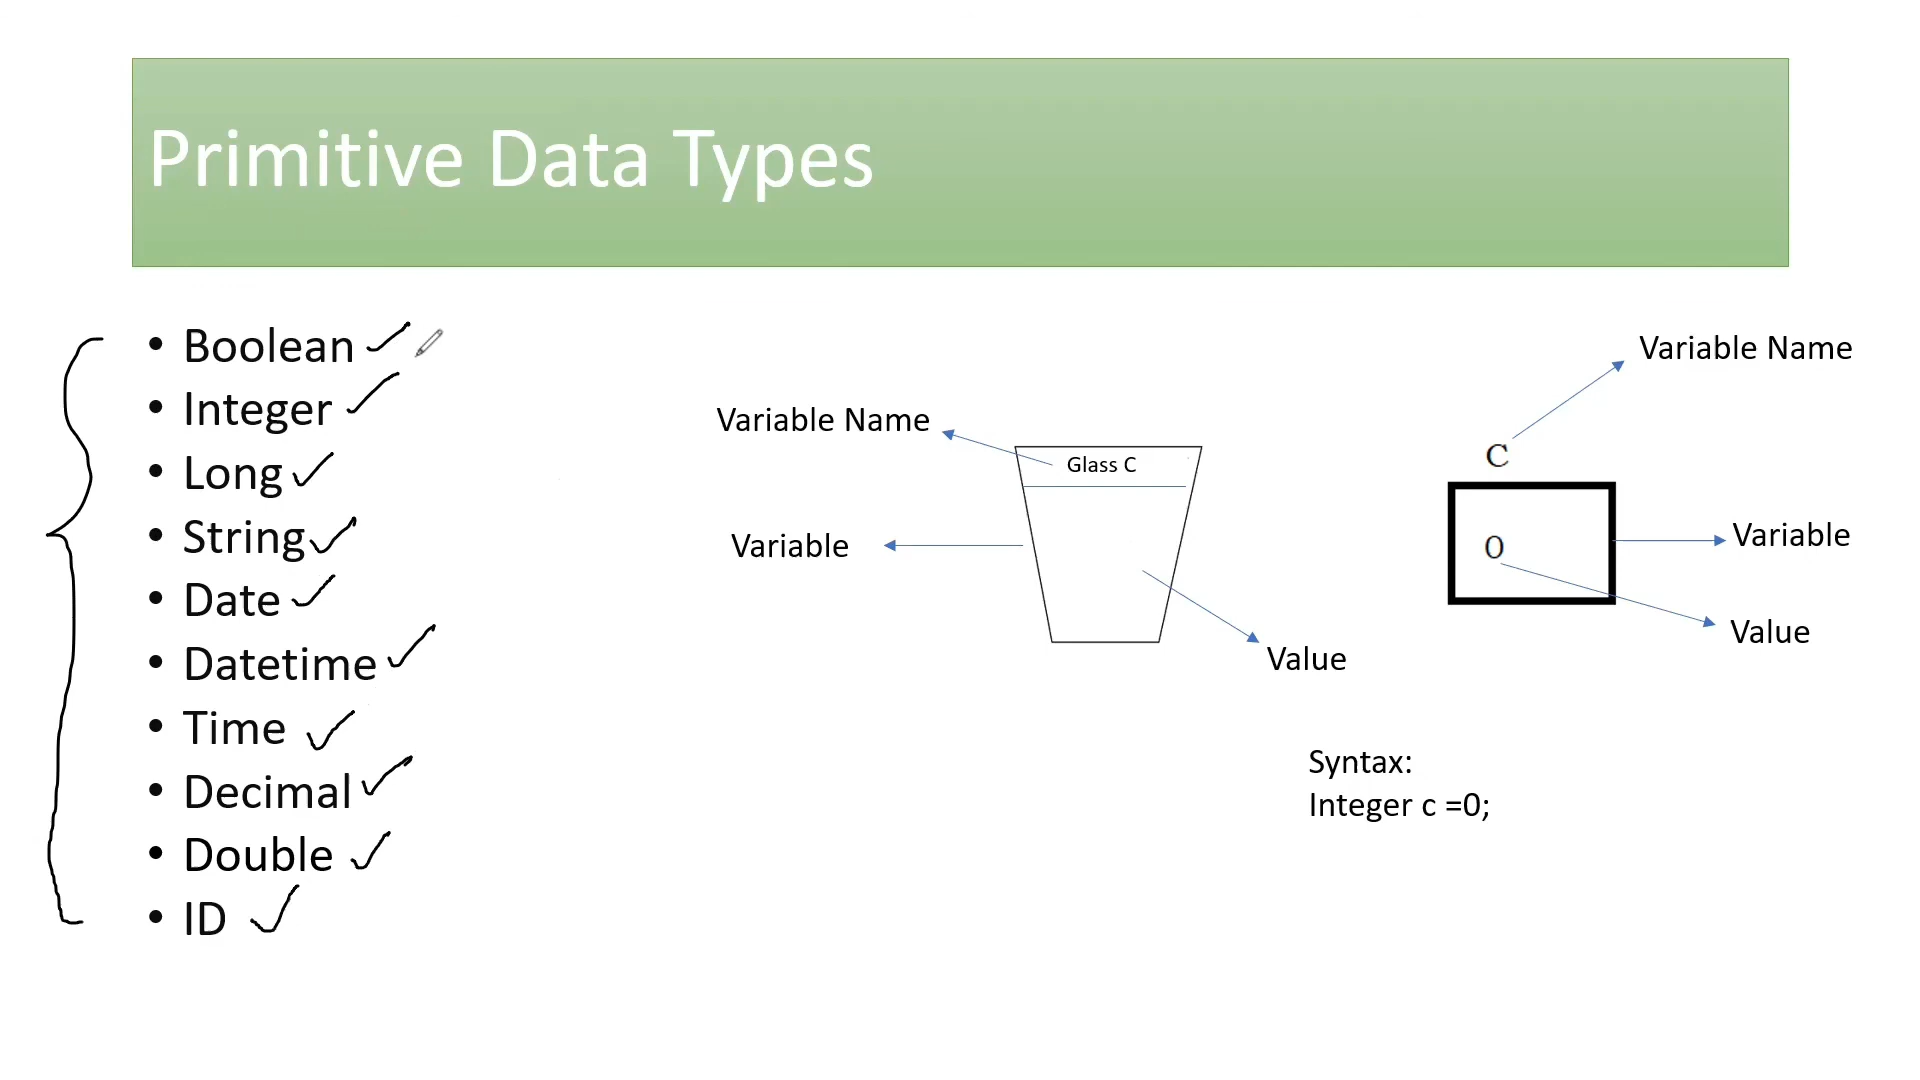 Primitive Data Types
• Boolean
• Integer
• Long
• String
• Date
• Datetime
• Time
• Decimal
• Double
• ID
Variable Name
Glass C
Variable
Value
Variable Name
C
0
Variable
Value
Syntax:
Integer c =0;